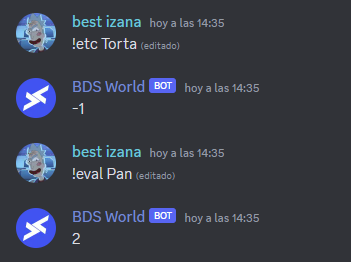 best izana hoy a las 14:35
!etc Torta (editado)
BDS World BOT hoy a las 14:35
-1
best izana hoy a las 14:35
!eval Pan (editado)
BDS World BOT hoy a las 14:35
2